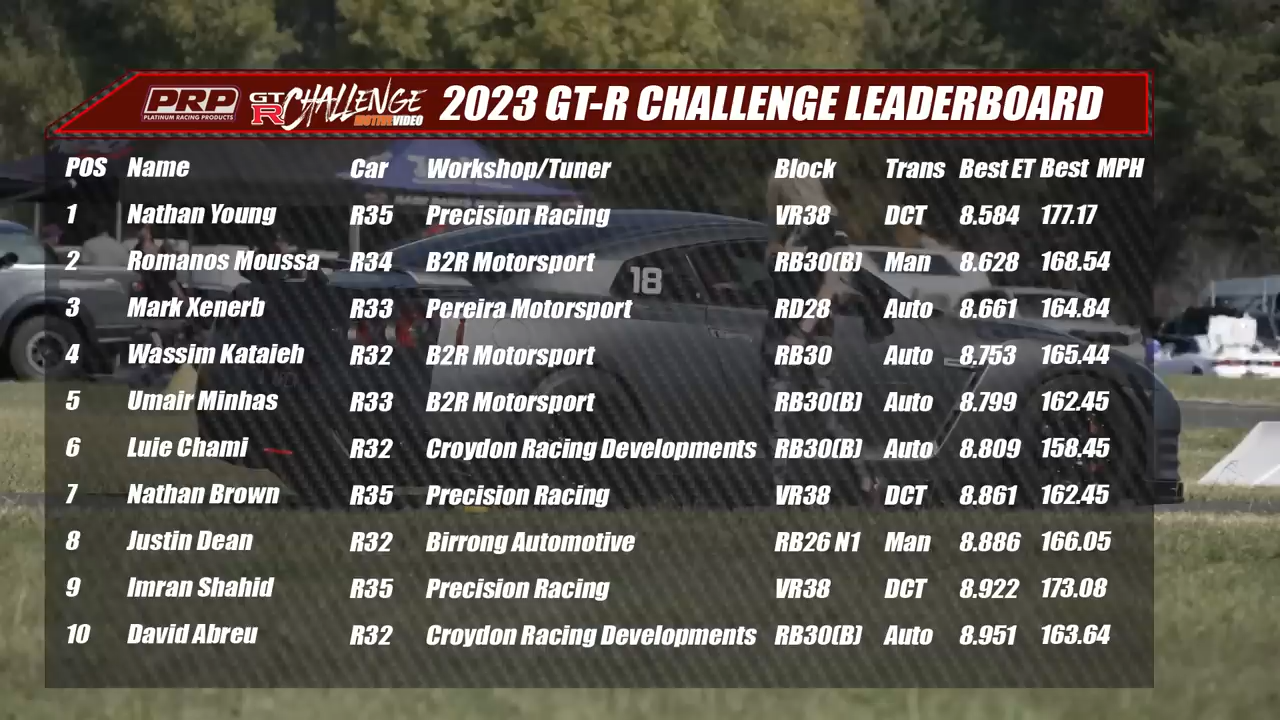 PRP
PLATINUM RACING PRODUCTS
GT-R CHALLENGE
MOTIVE VIDEO
2023 GT-R CHALLENGE LEADERBOARD
POS Name Car Workshop/Tuner Block Trans Best ET Best MPH
1 Nathan Young R35 Precision Racing VR38 DCT 8.584 177.17
2 Romanos Moussa R34 B2R Motorsport RB30(B) Man 8.628 168.54
3 Mark Xenerb R33 Pereira Motorsport RD28 Auto 8.661 164.84
4 Wassim Kataieh R32 B2R Motorsport RB30 Auto 8.753 165.44
5 Umair Minhas R33 B2R Motorsport RB30(B) Auto 8.799 162.45
6 Luie Chami R32 Croydon Racing Developments RB30(B) Auto 8.809 158.45
7 Nathan Brown R35 Precision Racing VR38 DCT 8.861 162.45
8 Justin Dean R32 Birrong Automotive RB26 N1 Man 8.886 166.05
9 Imran Shahid R35 Precision Racing VR38 DCT 8.922 173.08
10 David Abreu R32 Croydon Racing Developments RB30(B) Auto 8.951 163.64
18